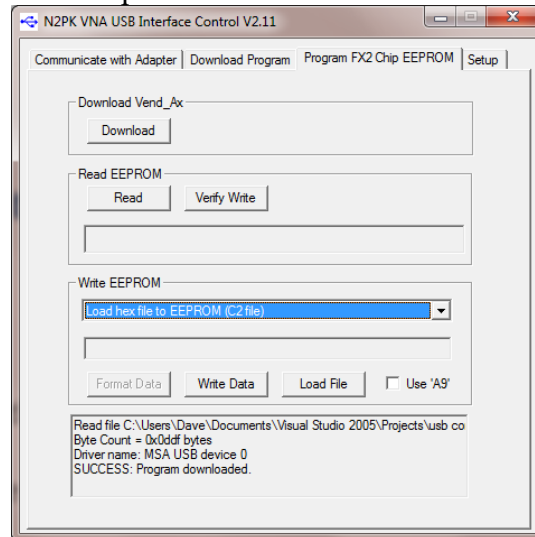 N2PK VNA USB Interface Control V2.11
Communicate with Adapter Download Program Program FX2 Chip EEPROM Setup
Download Vend_Ax
Download
Read EEPROM
Read Verify Write
Write EEPROM
Load hex file to EEPROM (C2 file)
Format Data Write Data Load File Use 'A9'
Read file C:\Users\Dave\Documents\Visual Studio 2005\Projects\usb co
Byte Count = 0x0ddf bytes
Driver name: MSA USB device 0
SUCCESS: Program downloaded.